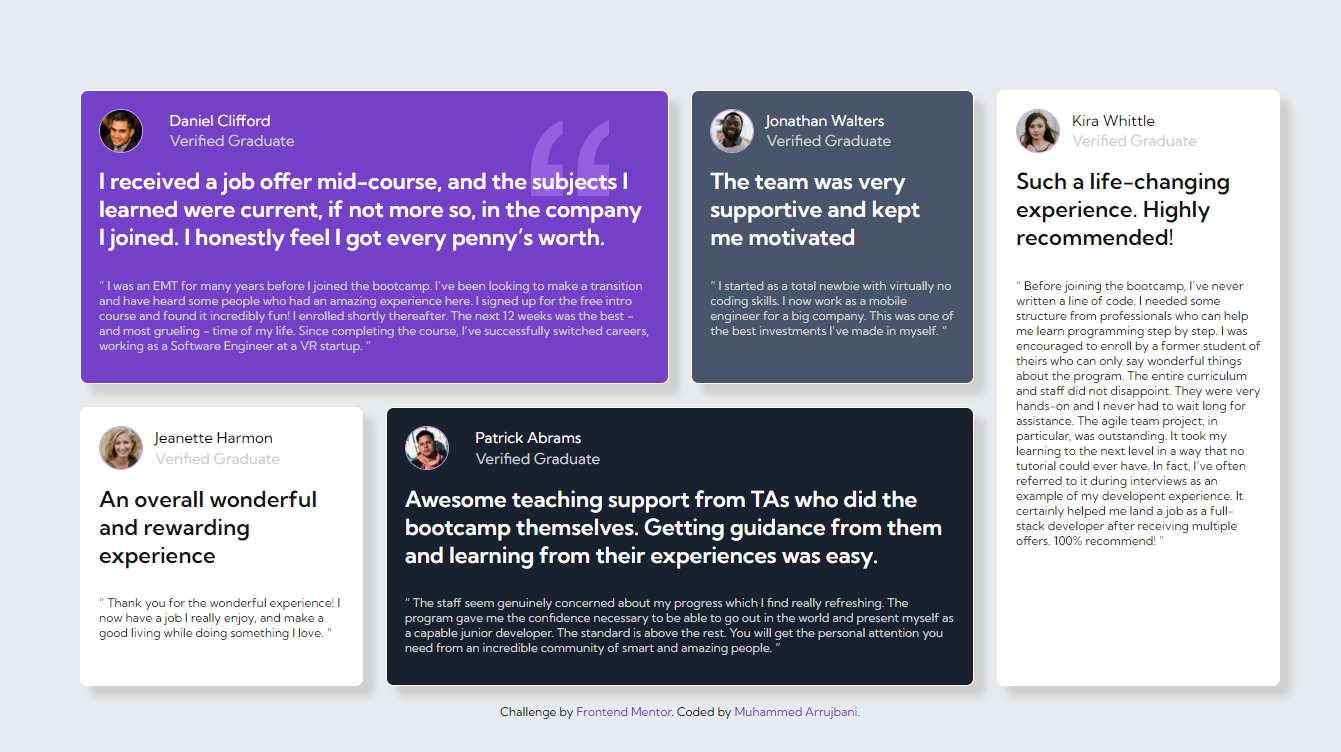 Daniel Clifford
Verified Graduate
I received a job offer mid-course, and the subjects I
learned were current, if not more so, in the company
I joined. I honestly feel I got every penny’s worth.
“ I was an EMT for many years before I joined the bootcamp. I’ve been looking to make a transition
and have heard some people who had an amazing experience here. I signed up for the free intro
course and found it incredibly fun! I enrolled shortly thereafter. The next 12 weeks was the best –
and most grueling – time of my life. Since completing the course, I’ve successfully switched careers,
working as a Software Engineer at a VR startup. ”
Jonathan Walters
Verified Graduate
The team was very
supportive and kept
me motivated
“ I started as a total newbie with virtually no
coding skills. I now work as a mobile
engineer for a big company. This was one of
the best investments I’ve made in myself. ”
Kira Whittle
Verified Graduate
Such a life-changing
experience. Highly
recommended!
“ Before joining the bootcamp, I’ve never
written a line of code. I needed some
structure from professionals who can help
me learn programming step by step. I was
encouraged to enroll by a former student of
theirs who can only say wonderful things
about the program. The entire curriculum
and staff did not disappoint. They were very
hands-on and I never had to wait long for
assistance. The agile team project, in
particular, was outstanding. It took my
learning to the next level in a way that no
tutorial could ever have. In fact, I’ve often
referred to it during interviews as an
example of my developent experience. It
certainly helped me land a job as a full-
stack developer after receiving multiple
offers. 100% recommend! ”
Jeanette Harmon
Verified Graduate
An overall wonderful
and rewarding
experience
“ Thank you for the wonderful experience! I
now have a job I really enjoy, and make a
good living while doing something I love. ”
Patrick Abrams
Verified Graduate
Awesome teaching support from TAs who did the
bootcamp themselves. Getting guidance from them
and learning from their experiences was easy.
“ The staff seem genuinely concerned about my progress which I find really refreshing. The
program gave me the confidence necessary to be able to go out in the world and present myself as
a capable junior developer. The standard is above the rest. You will get the personal attention you
need from an incredible community of smart and amazing people. ”
Challenge by Frontend Mentor. Coded by Muhammed Arrujbani.